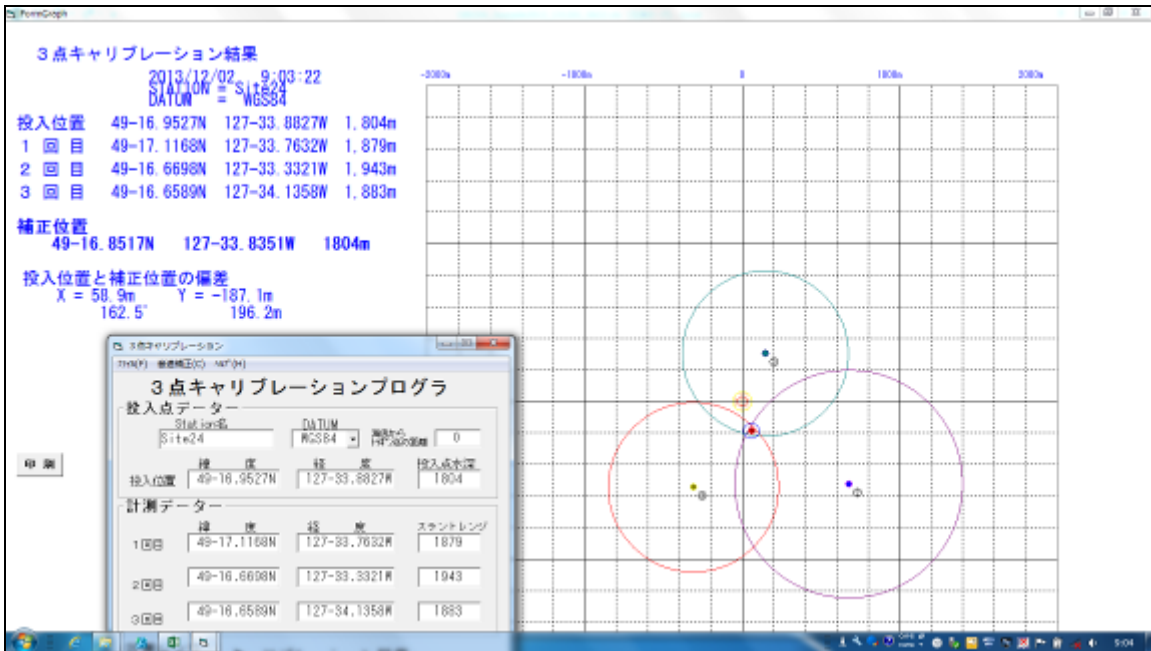 FormGraph
３点キャリブレーション結果
2013/12/02 9:03:22
STATION = Site24
DATUM = WGS84
投入位置 49-16.9527N 127-33.8827W 1,804m
１回目 49-17.1168N 127-33.7632W 1,879m
２回目 49-16.6698N 127-33.3321W 1,943m
３回目 49-16.6589N 127-34.1358W 1,883m
補正位置
49-16.8517N 127-33.8351W 1804m
投入位置と補正位置の偏差
X = 58.9m Y = -187.1m
162.5° 196.2m
-2000m -1000m 0 1000m 2000m
３点キャリブレーション
３点キャリブレーションプログラ
投入点データー
Station名 DATUM
Site24 WGS84 0
緯度 経度 投入点水深
投入位置 49-16.9527N 127-33.8827W 1804
計測データー
緯度 経度 スラントレンジ
1回目 49-17.1168N 127-33.7632W 1879
2回目 49-16.6698N 127-33.3321W 1943
3回目 49-16.6589N 127-34.1358W 1883
印刷
9:04